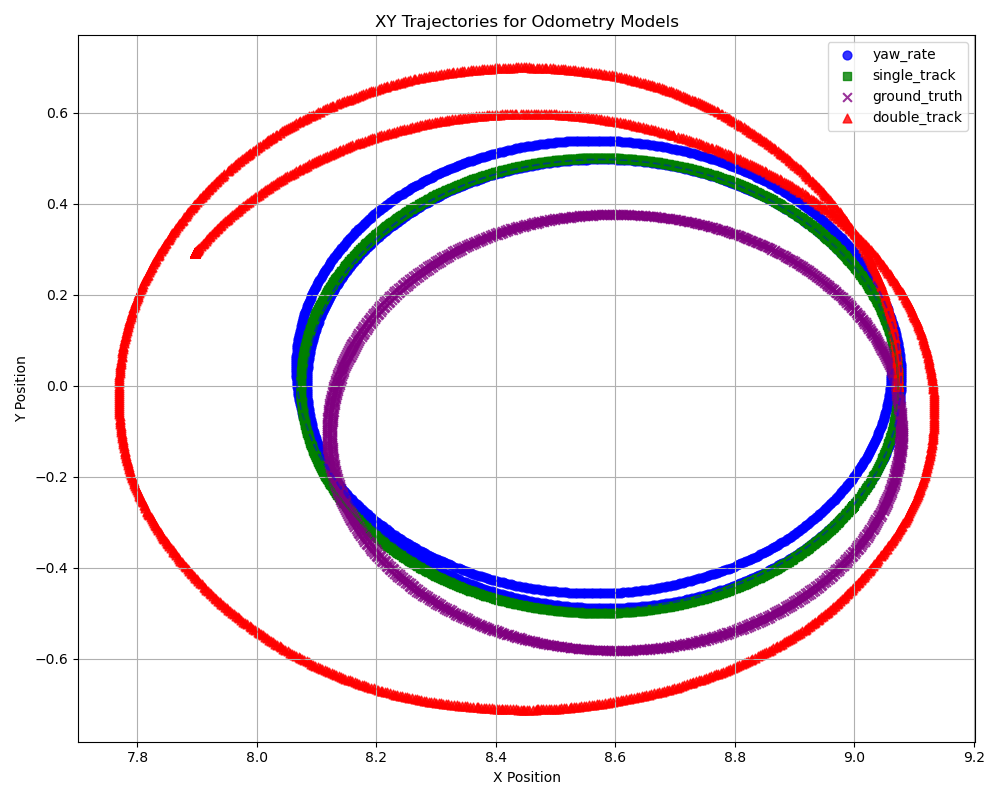 XY Trajectories for Odometry Models
yaw_rate
single_track
ground_truth
double_track
Y Position
0.6
0.4
0.2
0.0
−0.2
−0.4
−0.6
7.8 8.0 8.2 8.4 8.6 8.8 9.0 9.2
X Position